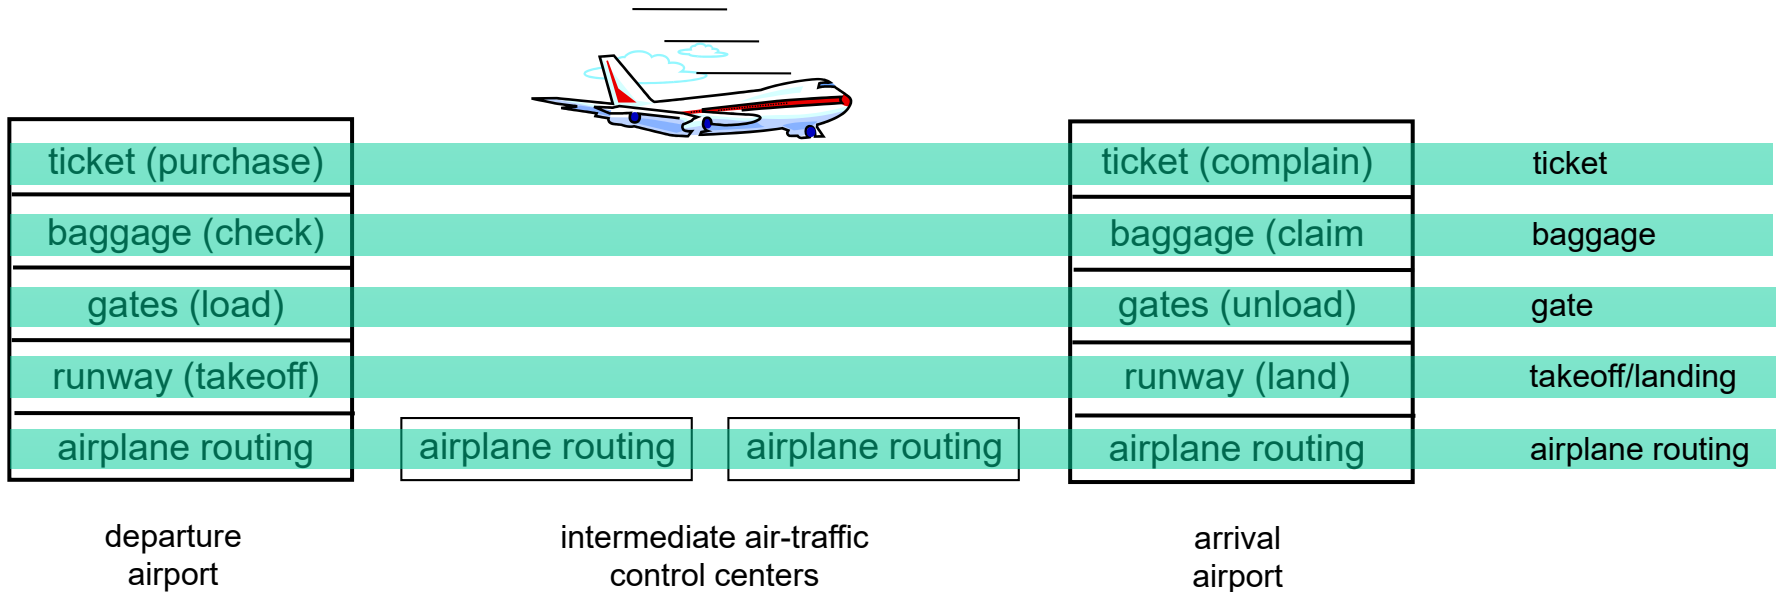 ticket (purchase)
ticket (complain)
ticket
baggage (check)
baggage (claim
baggage
gates (load)
gates (unload)
gate
runway (takeoff)
runway (land)
takeoff/landing
airplane routing
airplane routing
airplane routing
airplane routing
airplane routing
departure
airport
intermediate air-traffic
control centers
arrival
airport